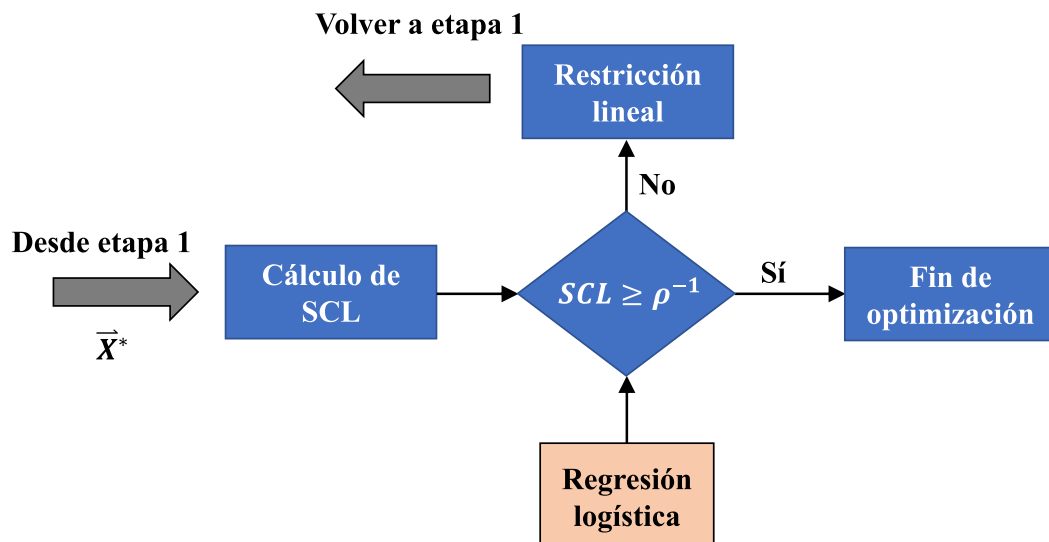 Volver a etapa 1
Restricción
lineal
No
Desde etapa 1
X⃗*
Cálculo de
SCL
SCL ≥ ρ⁻¹
Sí
Fin de
optimización
Regresión
logística